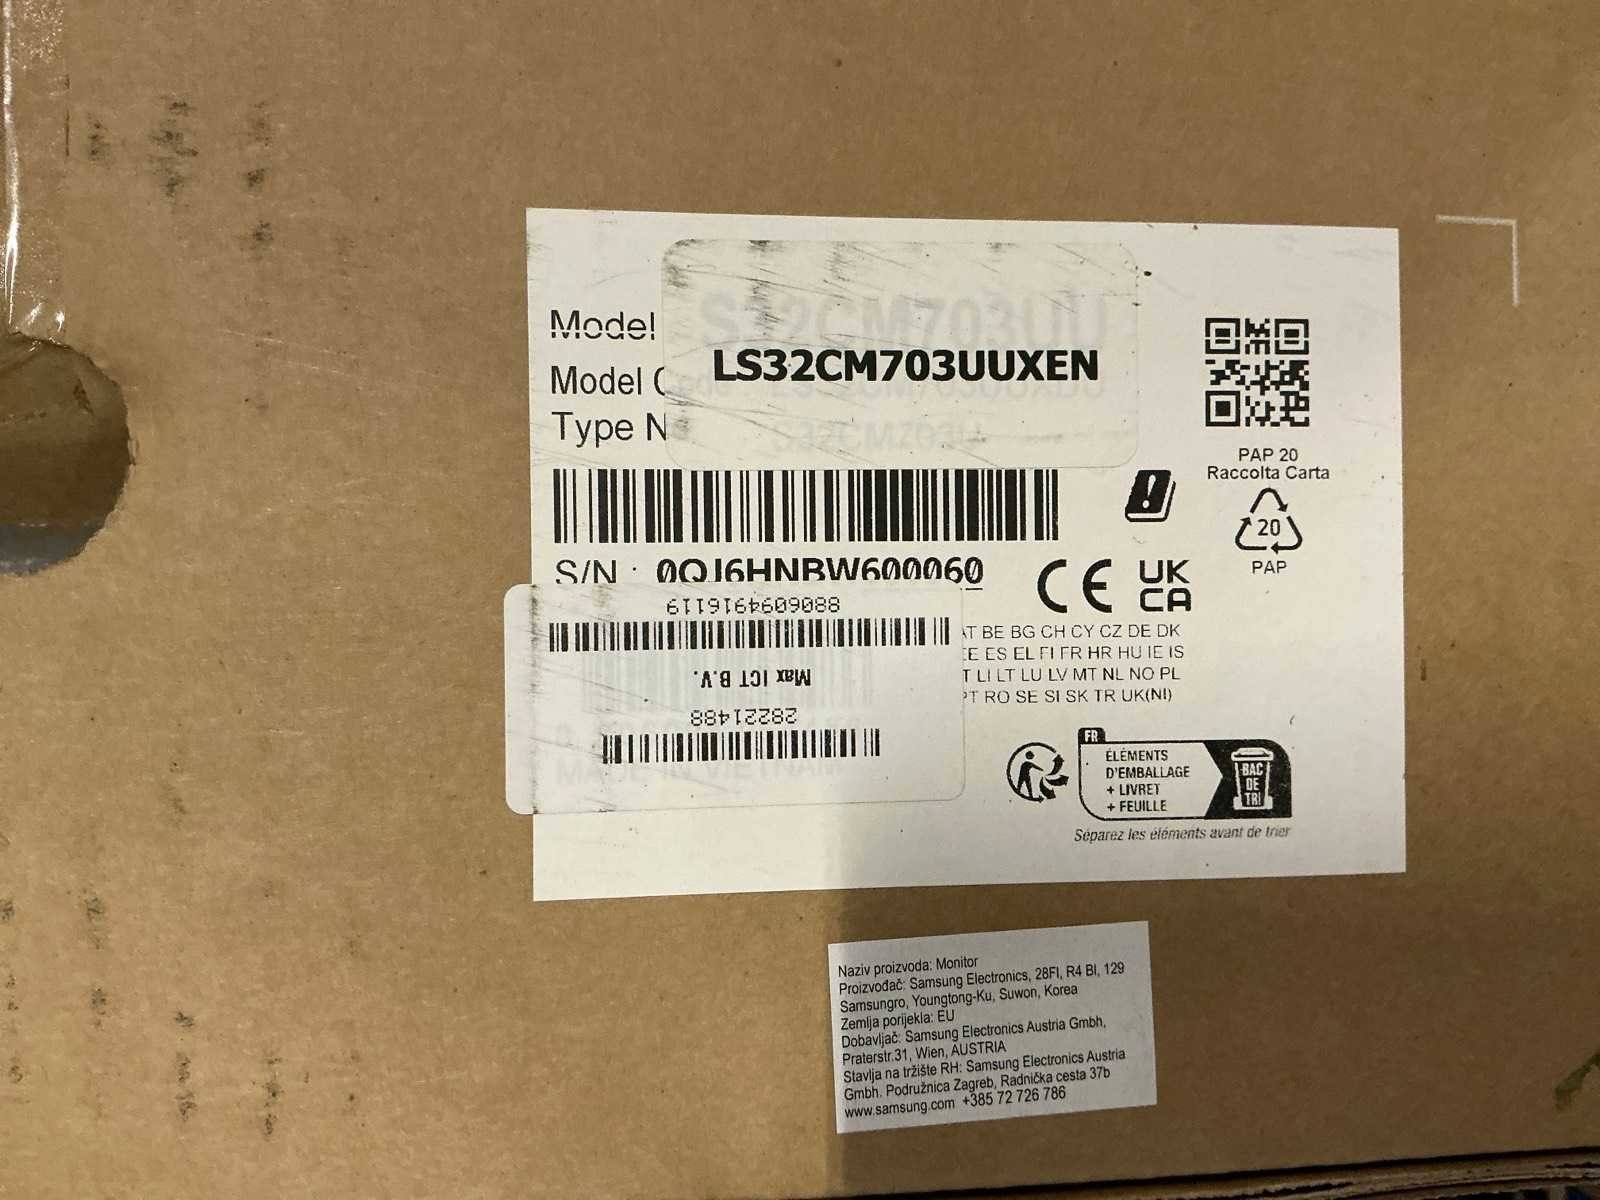 Model
S32CM703UU
LS32CM703UUXEN
Model C
Type N
S32CM703U
S/N : 0QJ6HNBW600060
8806094916119
Max ICT B.V.
28221488
MADE IN VIETNAM
PAP 20
Raccolta Carta
20
PAP
CE
UK
CA
AT BE BG CH CY CZ DE DK
EE ES EL FI FR HR HU IE IS
T LI LT LU LV MT NL NO PL
PT RO SE SI SK TR UK(NI)
FR
ÉLÉMENTS
D'EMBALLAGE
+ LIVRET
+ FEUILLE
BAC
DE
TRI
Séparez les éléments avant de trier
Naziv proizvoda: Monitor
Proizvođač: Samsung Electronics, 28Fl, R4 Bl, 129
Samsungro, Youngtong-Ku, Suwon, Korea
Zemlja porijekla: EU
Dobavljač: Samsung Electronics Austria Gmbh,
Praterstr.31, Wien, AUSTRIA
Stavlja na tržište RH: Samsung Electronics Austria
Gmbh. Podružnica Zagreb, Radnička cesta 37b
www.samsung.com +385 72 726 786